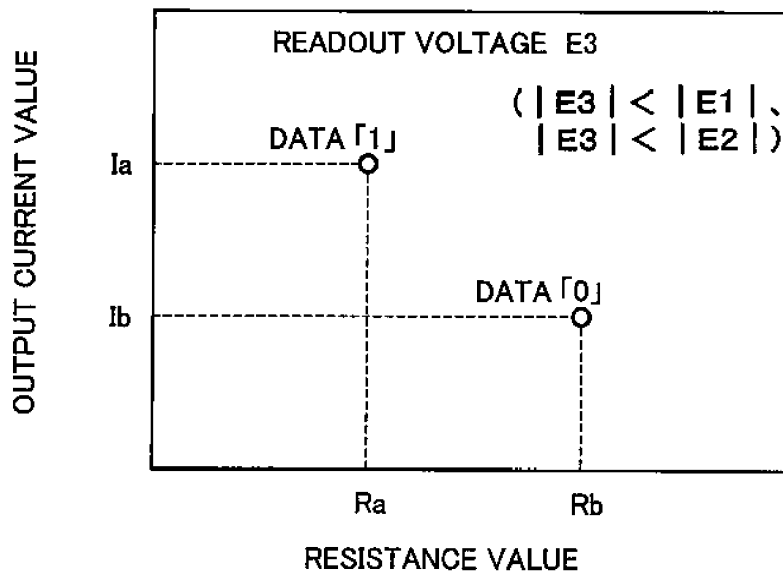 READOUT VOLTAGE E3
(|E3|<|E1|、
|E3|<|E2|)
DATA「1」
Ia
DATA「0」
Ib
OUTPUT CURRENT VALUE
Ra
Rb
RESISTANCE VALUE